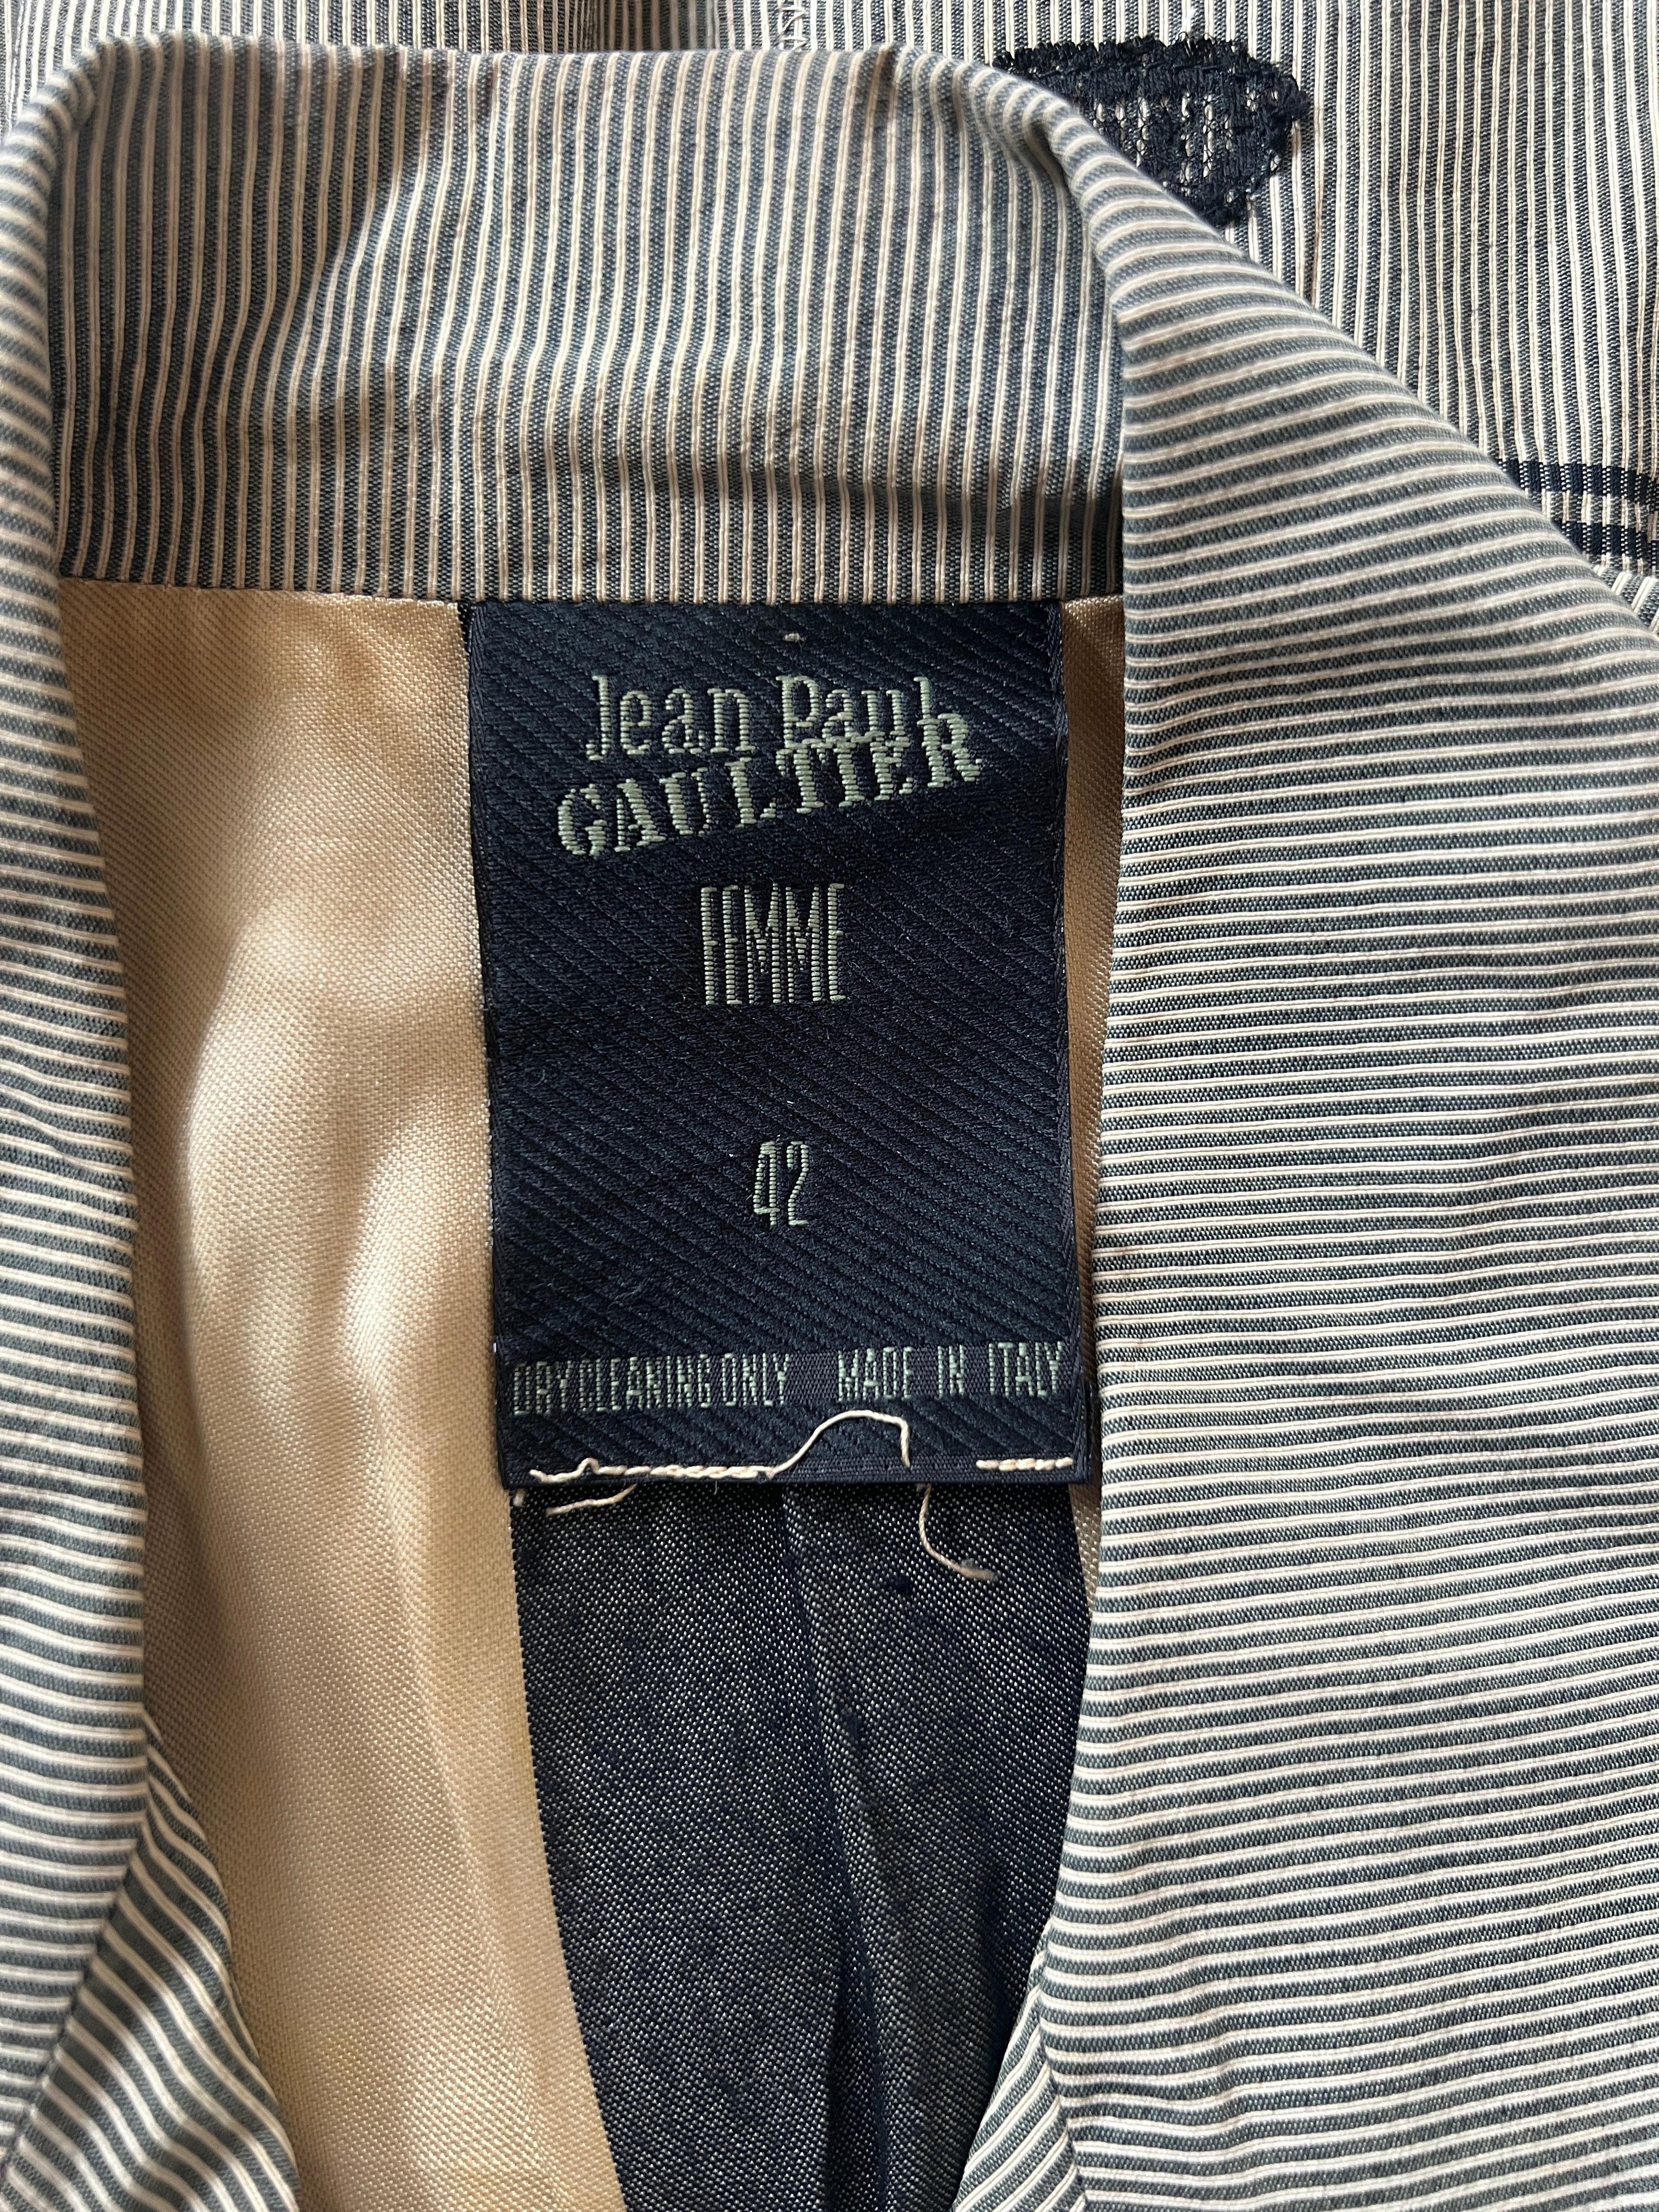 Jean Paul
GAULTIER
FEMME
42
DRY CLEANING ONLY MADE IN ITALY